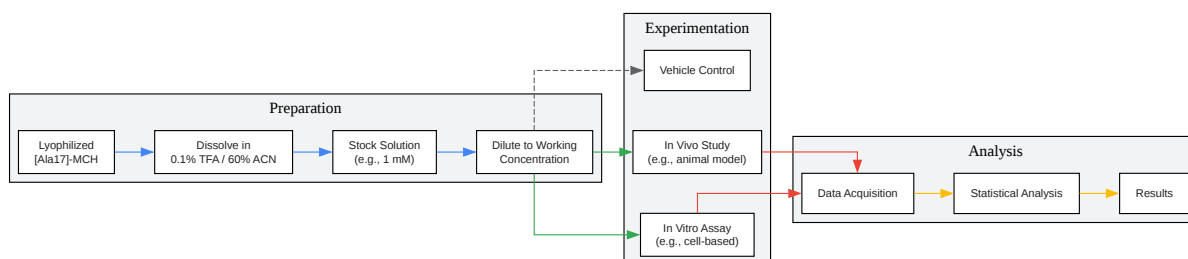 Preparation
Lyophilized
[Ala17]-MCH
Dissolve in
0.1% TFA / 60% ACN
Stock Solution
(e.g., 1 mM)
Dilute to Working
Concentration
Experimentation
Vehicle Control
In Vivo Study
(e.g., animal model)
In Vitro Assay
(e.g., cell-based)
Analysis
Data Acquisition
Statistical Analysis
Results